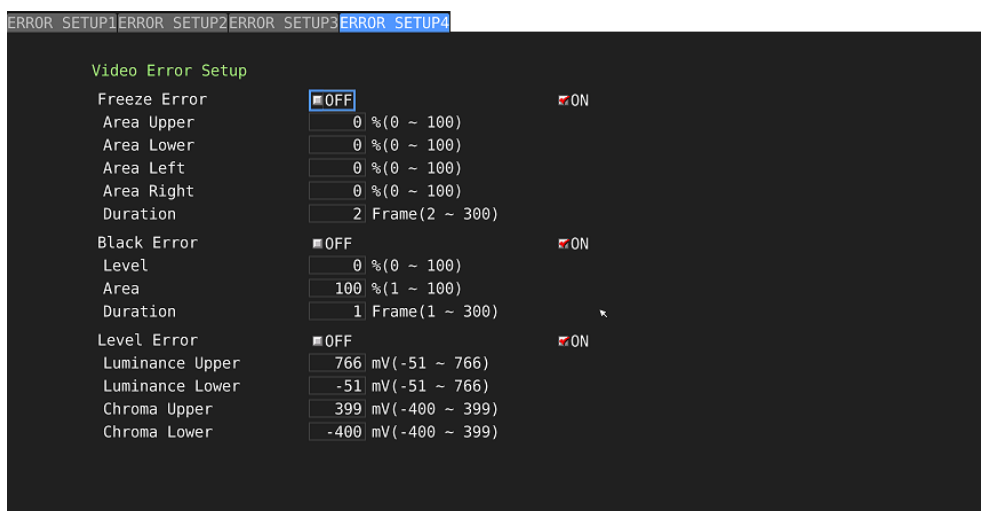 ERROR SETUP1 ERROR SETUP2 ERROR SETUP3 ERROR SETUP4
Video Error Setup
Freeze Error OFF ON
Area Upper 0 %(0 ~ 100)
Area Lower 0 %(0 ~ 100)
Area Left 0 %(0 ~ 100)
Area Right 0 %(0 ~ 100)
Duration 2 Frame(2 ~ 300)
Black Error OFF ON
Level 0 %(0 ~ 100)
Area 100 %(1 ~ 100)
Duration 1 Frame(1 ~ 300)
Level Error OFF ON
Luminance Upper 766 mV(-51 ~ 766)
Luminance Lower -51 mV(-51 ~ 766)
Chroma Upper 399 mV(-400 ~ 399)
Chroma Lower -400 mV(-400 ~ 399)